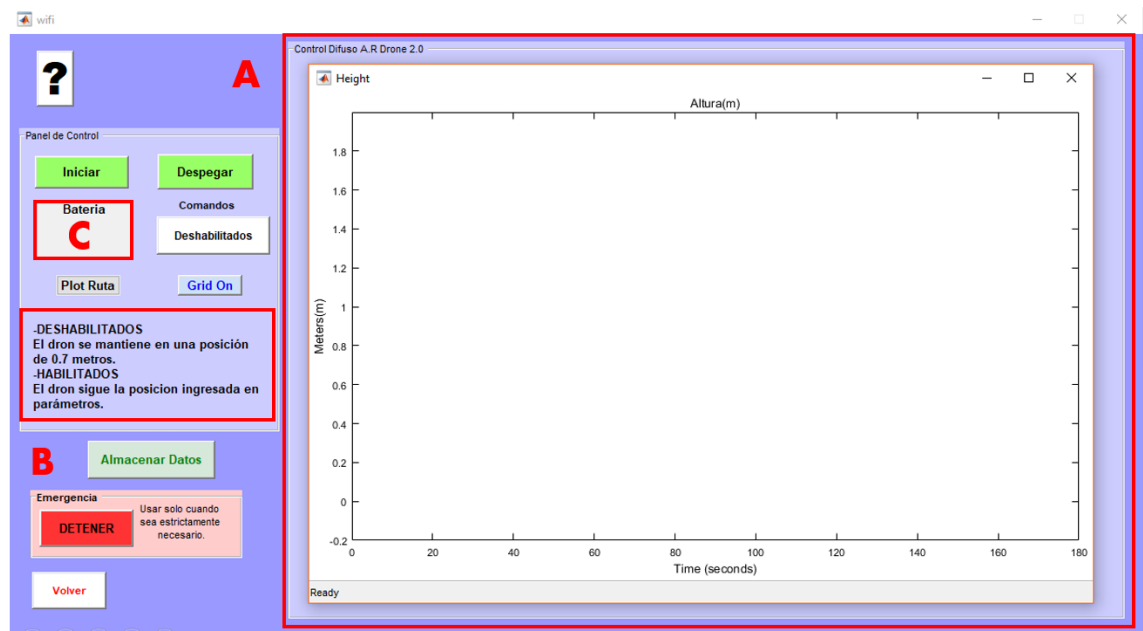 wifi
?
A
Panel de Control
Iniciar
Despegar
Bateria
C
Comandos
Deshabilitados
Plot Ruta
Grid On
-DESHABILITADOS
El dron se mantiene en una posición
de 0.7 metros.
-HABILITADOS
El dron sigue la posicion ingresada en
parámetros.
B
Almacenar Datos
Emergencia
DETENER
Usar solo cuando
sea estrictamente
necesario.
Volver
Control Difuso A.R Drone 2.0
Height
Altura(m)
1.8
1.6
1.4
1.2
1
0.8
0.6
0.4
0.2
0
-0.2
Meters(m)
0 20 40 60 80 100 120 140 160 180
Time (seconds)
Ready